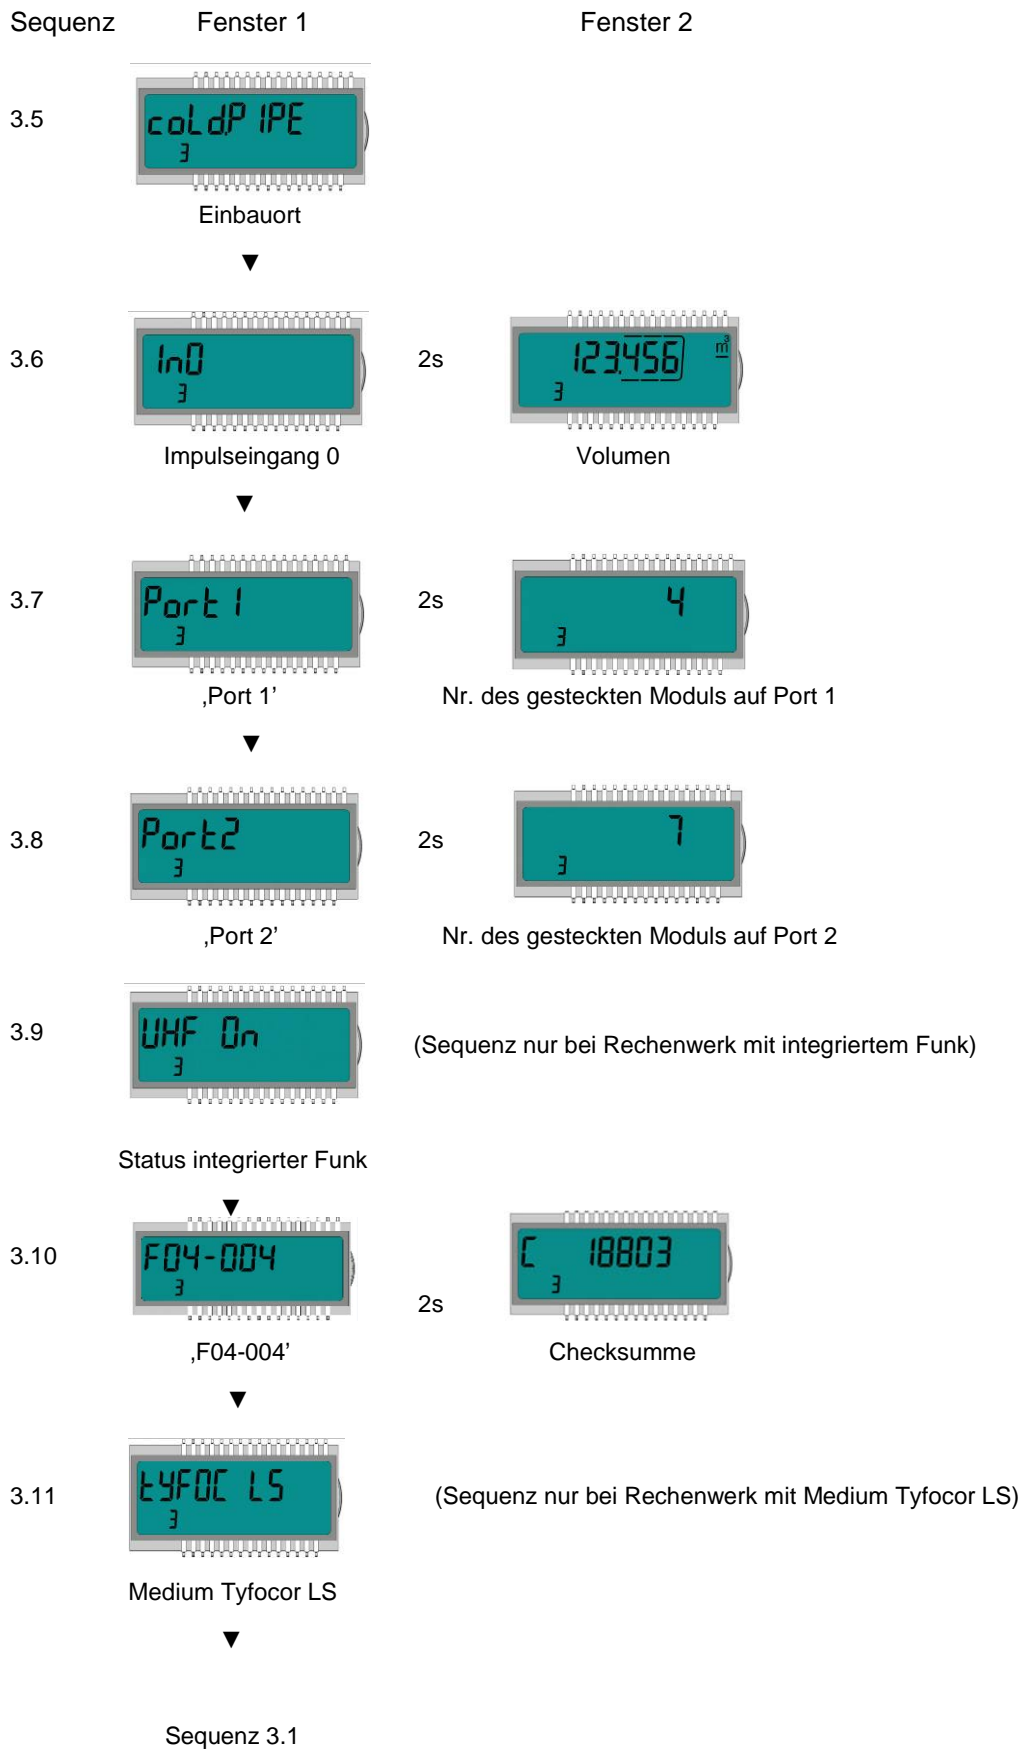 Sequenz Fenster 1 Fenster 2
3.5
coLd.PIPE
3
Einbauort
▼
3.6
In0
3
2s
123.456 m³
3
Impulseingang 0 Volumen
▼
3.7
Port 1
3
2s
4
3
‚Port 1’ Nr. des gesteckten Moduls auf Port 1
▼
3.8
Port2
3
2s
7
3
‚Port 2’ Nr. des gesteckten Moduls auf Port 2
3.9
UHF On
3
(Sequenz nur bei Rechenwerk mit integriertem Funk)
Status integrierter Funk
▼
3.10
F04-004
3
2s
C 18803
3
‚F04-004’ Checksumme
▼
3.11
tYFOC LS
3
(Sequenz nur bei Rechenwerk mit Medium Tyfocor LS)
Medium Tyfocor LS
▼
Sequenz 3.1